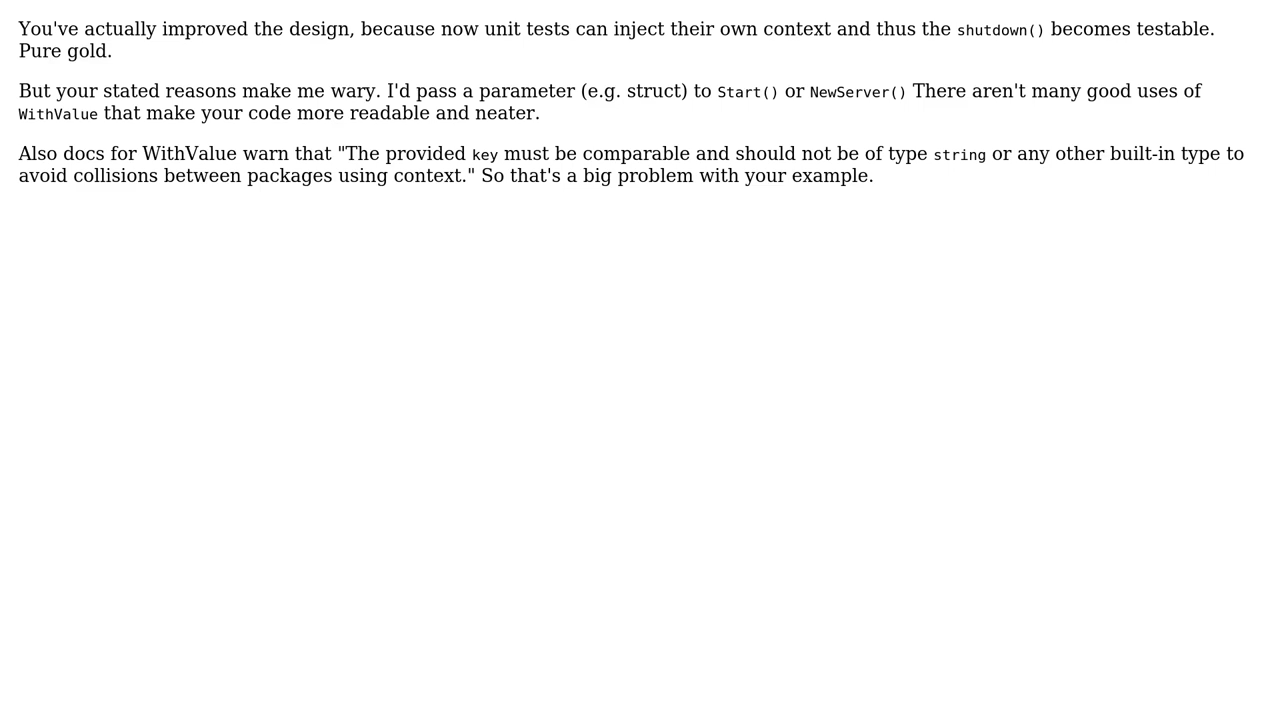 You've actually improved the design, because now unit tests can inject their own context and thus the shutdown() becomes testable.
Pure gold.
But your stated reasons make me wary. I'd pass a parameter (e.g. struct) to Start() or NewServer() There aren't many good uses of
WithValue that make your code more readable and neater.
Also docs for WithValue warn that "The provided key must be comparable and should not be of type string or any other built-in type to
avoid collisions between packages using context." So that's a big problem with your example.